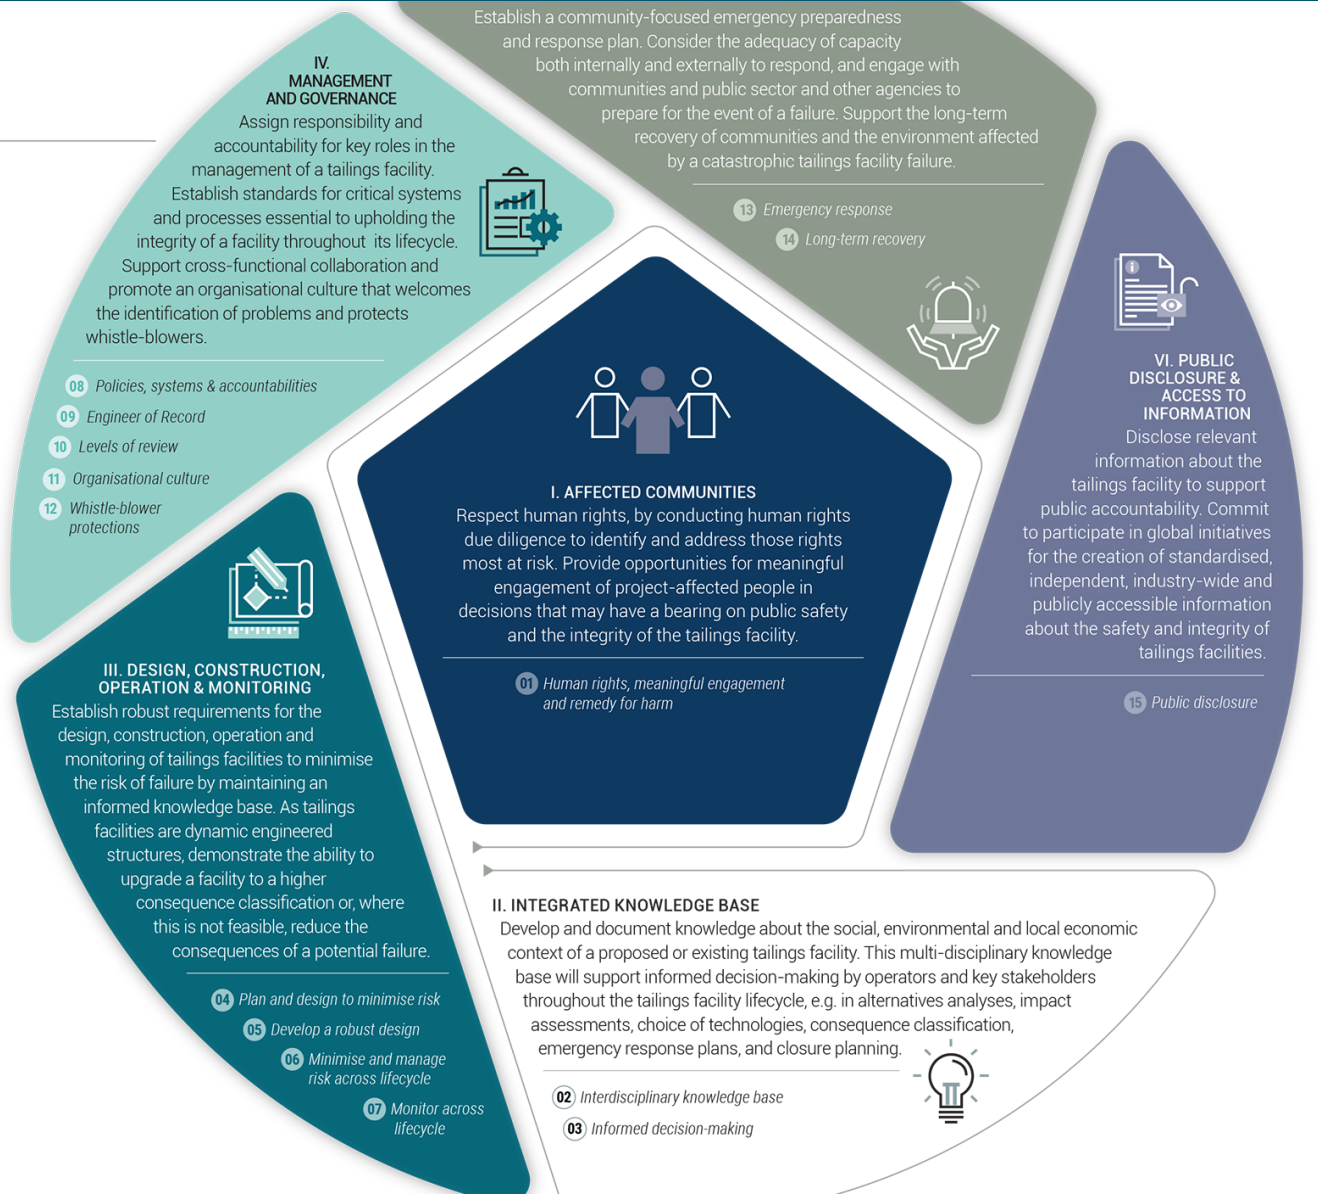 Establish a community-focused emergency preparedness
and response plan. Consider the adequacy of capacity
both internally and externally to respond, and engage with
communities and public sector and other agencies to
prepare for the event of a failure. Support the long-term
recovery of communities and the environment affected
by a catastrophic tailings facility failure.
13 Emergency response
14 Long-term recovery
IV.
MANAGEMENT
AND GOVERNANCE
Assign responsibility and
accountability for key roles in the
management of a tailings facility.
Establish standards for critical systems
and processes essential to upholding the
integrity of a facility throughout its lifecycle.
Support cross-functional collaboration and
promote an organisational culture that welcomes
the identification of problems and protects
whistle-blowers.
08 Policies, systems & accountabilities
09 Engineer of Record
10 Levels of review
11 Organisational culture
12 Whistle-blower
protections
VI. PUBLIC
DISCLOSURE &
ACCESS TO
INFORMATION
Disclose relevant
information about the
tailings facility to support
public accountability. Commit
to participate in global initiatives
for the creation of standardised,
independent, industry-wide and
publicly accessible information
about the safety and integrity of
tailings facilities.
15 Public disclosure
I. AFFECTED COMMUNITIES
Respect human rights, by conducting human rights
due diligence to identify and address those rights
most at risk. Provide opportunities for meaningful
engagement of project-affected people in
decisions that may have a bearing on public safety
and the integrity of the tailings facility.
01 Human rights, meaningful engagement
and remedy for harm
III. DESIGN, CONSTRUCTION,
OPERATION & MONITORING
Establish robust requirements for the
design, construction, operation and
monitoring of tailings facilities to minimise
the risk of failure by maintaining an
informed knowledge base. As tailings
facilities are dynamic engineered
structures, demonstrate the ability to
upgrade a facility to a higher
consequence classification or, where
this is not feasible, reduce the
consequences of a potential failure.
04 Plan and design to minimise risk
05 Develop a robust design
06 Minimise and manage
risk across lifecycle
07 Monitor across
lifecycle
II. INTEGRATED KNOWLEDGE BASE
Develop and document knowledge about the social, environmental and local economic
context of a proposed or existing tailings facility. This multi-disciplinary knowledge
base will support informed decision-making by operators and key stakeholders
throughout the tailings facility lifecycle, e.g. in alternatives analyses, impact
assessments, choice of technologies, consequence classification,
emergency response plans, and closure planning.
02 Interdisciplinary knowledge base
03 Informed decision-making